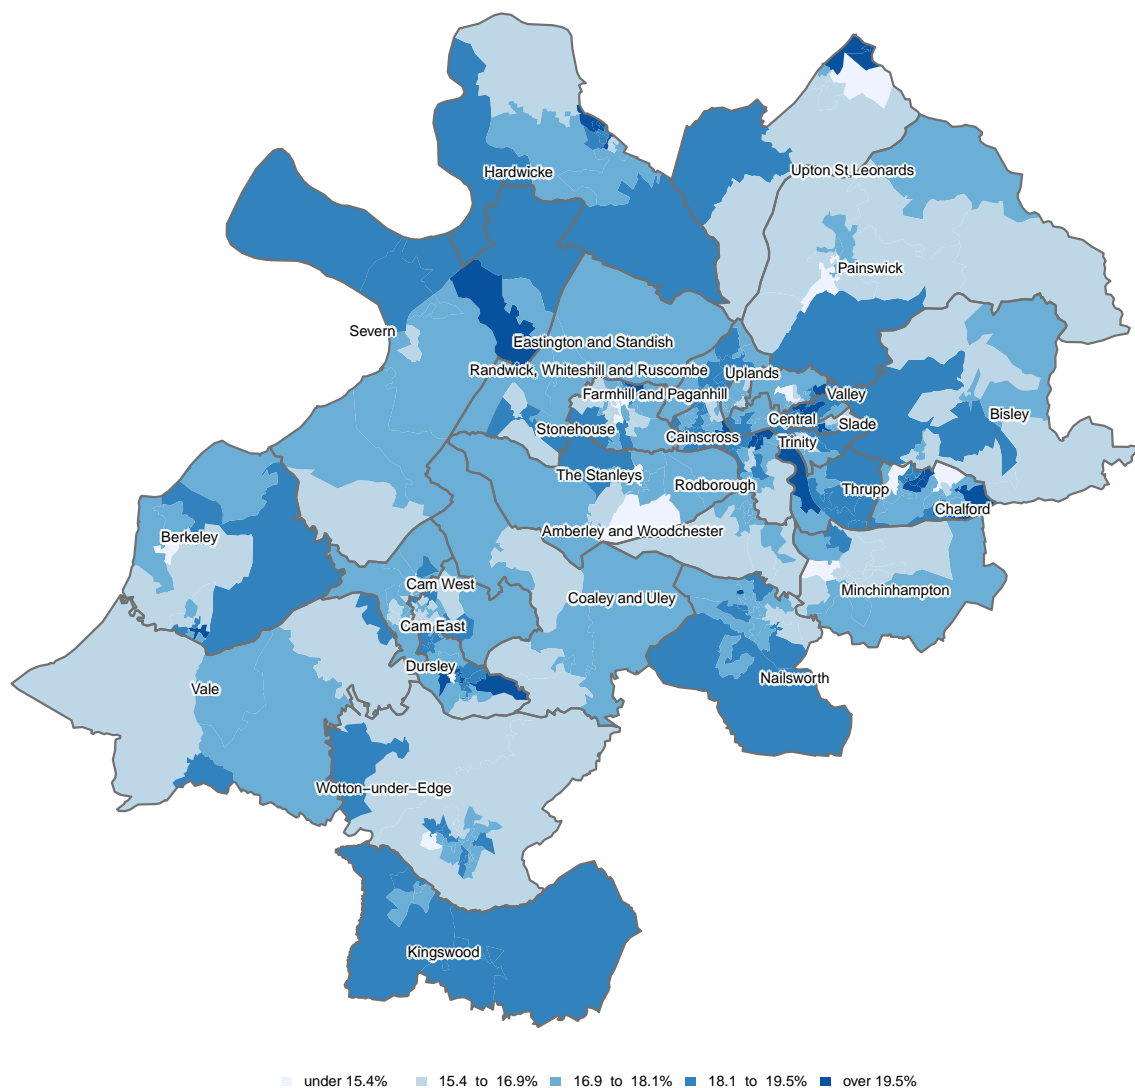 Hardwicke
Upton St Leonards
Painswick
Severn
Eastington and Standish
Randwick, Whiteshill and Ruscombe
Uplands
Farmhill and Paganhill
Valley
Bisley
Central
Slade
Stonehouse
Cainscross
Trinity
The Stanleys
Rodborough
Thrupp
Chalford
Amberley and Woodchester
Berkeley
Cam West
Coaley and Uley
Minchinhampton
Cam East
Dursley
Nailsworth
Vale
Wotton−under−Edge
Kingswood
under 15.4% 15.4 to 16.9% 16.9 to 18.1% 18.1 to 19.5% over 19.5%